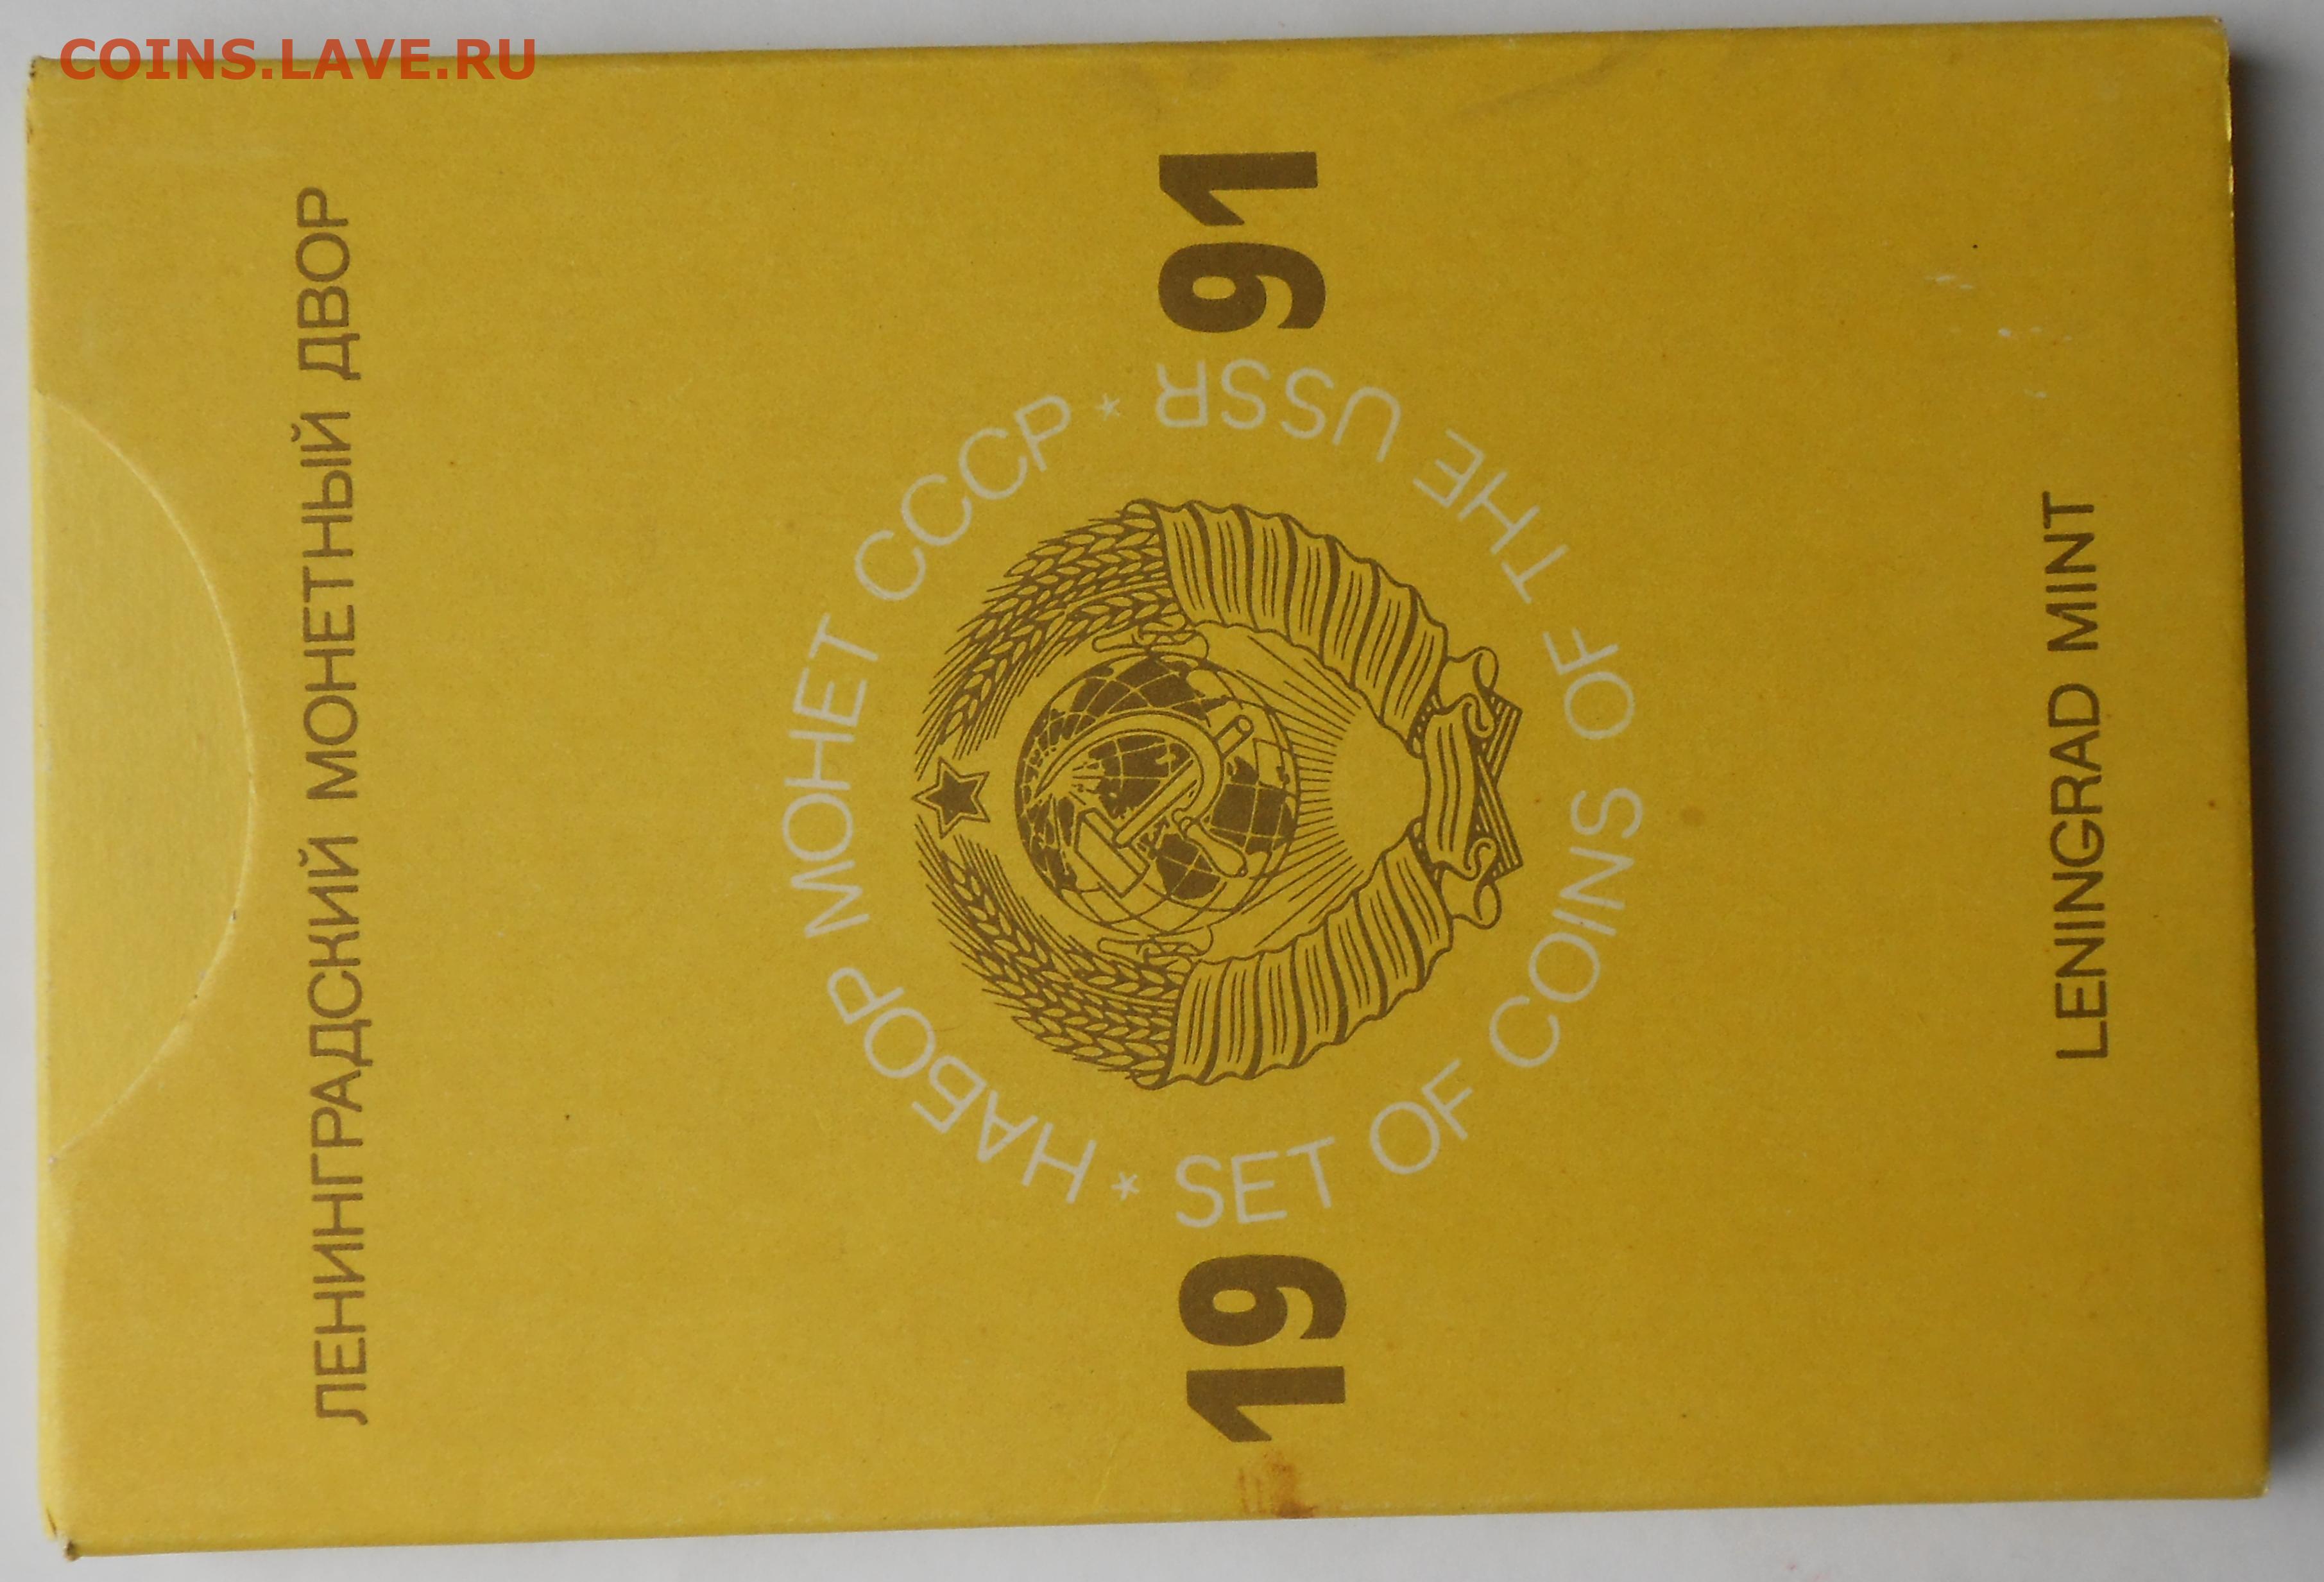 COINS.LAVE.RU
ЛЕНИНГРАДСКИЙ МОНЕТНЫЙ ДВОР
* НАБОР МОНЕТ СССР *
19 91
SET OF COINS OF THE USSR
LENINGRAD MINT